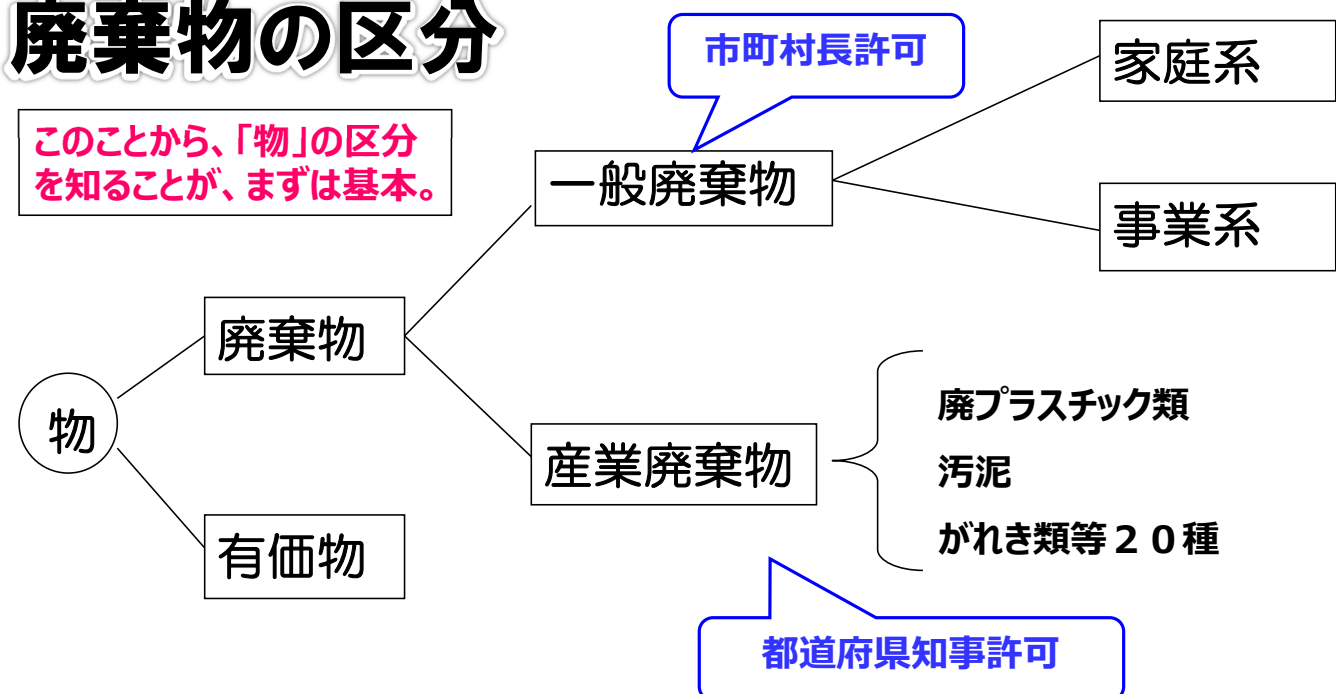 廃棄物の区分
このことから、「物」の区分
を知ることが、まずは基本。
市町村長許可
家庭系
一般廃棄物
事業系
廃棄物
物
有価物
産業廃棄物
廃プラスチック類
汚泥
がれき類等２０種
都道府県知事許可